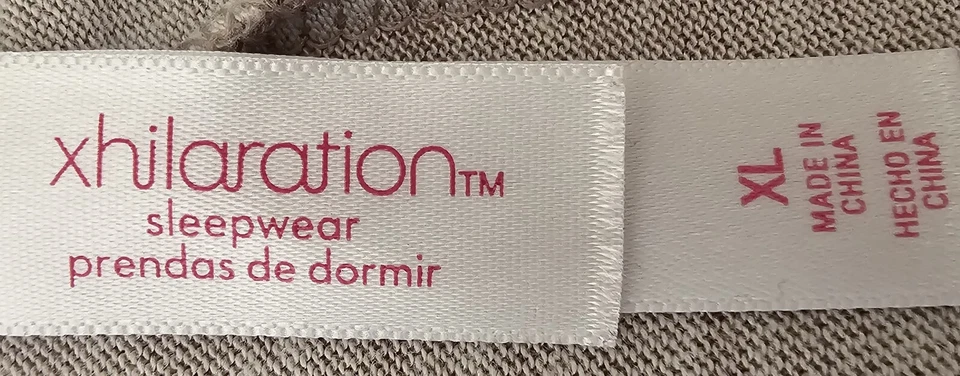 xhilaration™
sleepwear
prendas de dormir
XL
MADE IN
CHINA
HECHO EN
CHINA